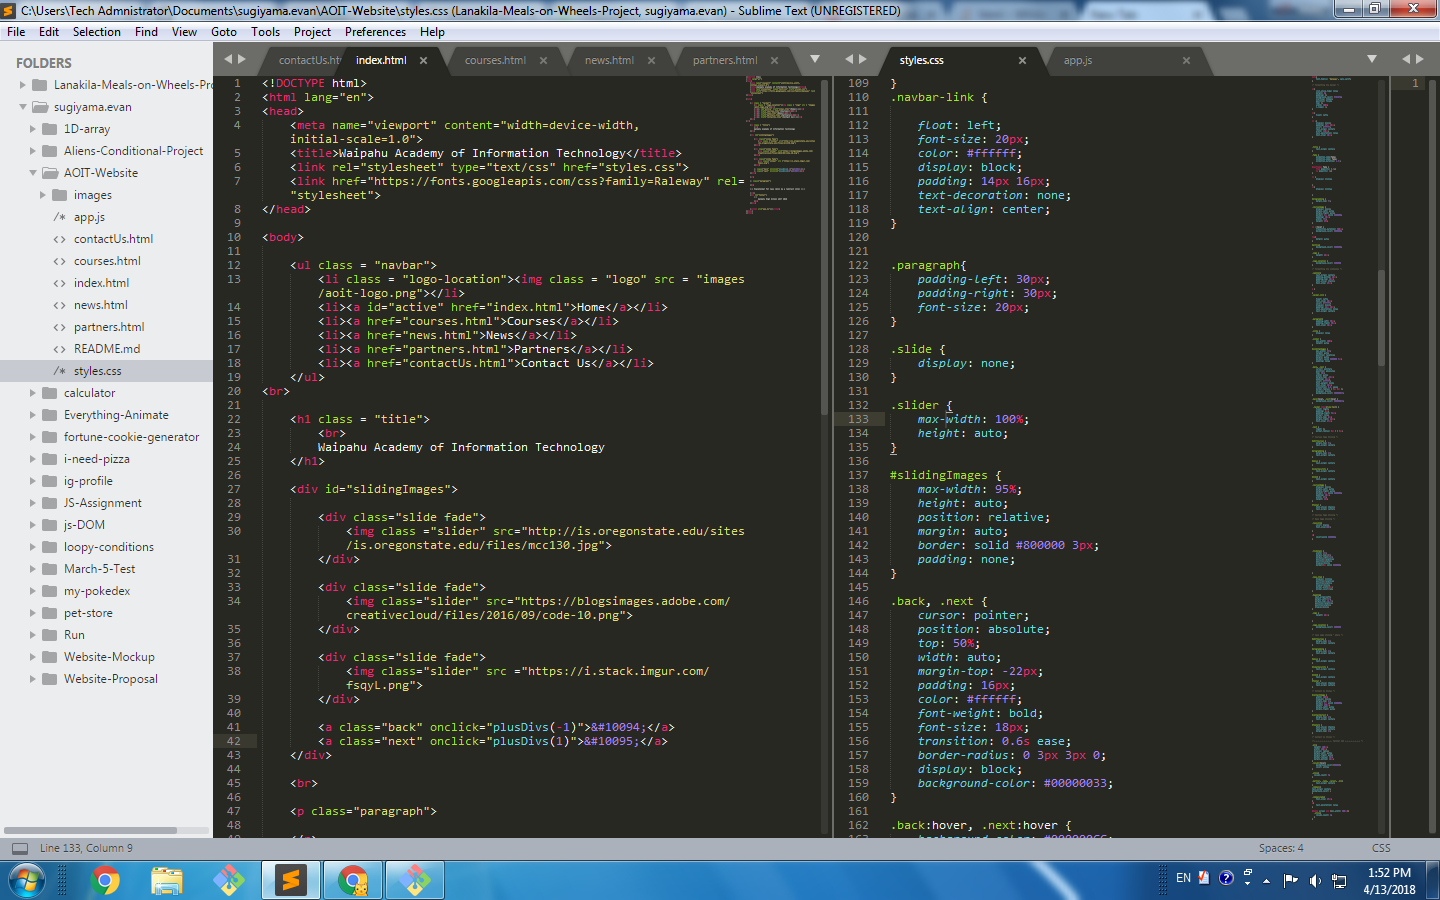 C:\Users\Tech Admnistrator\Documents\sugiyama.evan\AOIT-Website\styles.css (Lanakila-Meals-on-Wheels-Project, sugiyama.evan) - Sublime Text (UNREGISTERED)
File Edit Selection Find View Goto Tools Project Preferences Help
FOLDERS
Lanakila-Meals-on-Wheels-Pro
sugiyama.evan
1D-array
Aliens-Conditional-Project
AOIT-Website
images
/* app.js
<> contactUs.html
<> courses.html
<> index.html
<> news.html
<> partners.html
<> README.md
/* styles.css
calculator
Everything-Animate
fortune-cookie-generator
i-need-pizza
ig-profile
JS-Assignment
js-DOM
loopy-conditions
March-5-Test
my-pokedex
pet-store
Run
Website-Mockup
Website-Proposal
contactUs.ht index.html courses.html news.html partners.html
1 <!DOCTYPE html>
2 <html lang="en">
3 <head>
4 <meta name="viewport" content="width=device-width,
initial-scale=1.0">
5 <title>Waipahu Academy of Information Technology</title>
6 <link rel="stylesheet" type="text/css" href="styles.css">
7 <link href="https://fonts.googleapis.com/css?family=Raleway" rel=
"stylesheet">
8 </head>
9
10 <body>
11
12 <ul class = "navbar">
13 <li class = "logo-location"><img class = "logo" src = "images
/aoit-logo.png"></li>
14 <li><a id="active" href="index.html">Home</a></li>
15 <li><a href="courses.html">Courses</a></li>
16 <li><a href="news.html">News</a></li>
17 <li><a href="partners.html">Partners</a></li>
18 <li><a href="contactUs.html">Contact Us</a></li>
19 </ul>
20 <br>
21
22 <h1 class = "title">
23 <br>
24 Waipahu Academy of Information Technology
25 </h1>
26
27 <div id="slidingImages">
28
29 <div class="slide fade">
30 <img class ="slider" src="http://is.oregonstate.edu/sites
/is.oregonstate.edu/files/mcc130.jpg">
31 </div>
32
33 <div class="slide fade">
34 <img class="slider" src="https://blogsimages.adobe.com/
creativecloud/files/2016/09/code-10.png">
35 </div>
36
37 <div class="slide fade">
38 <img class="slider" src ="https://i.stack.imgur.com/
fsqyL.png">
39 </div>
40
41 <a class="back" onclick="plusDivs(-1)">&#10094;</a>
42 <a class="next" onclick="plusDivs(1)">&#10095;</a>
43 </div>
44
45 <br>
46
47 <p class="paragraph">
48
styles.css app.js
109 }
110 .navbar-link {
111
112 float: left;
113 font-size: 20px;
114 color: #ffffff;
115 display: block;
116 padding: 14px 16px;
117 text-decoration: none;
118 text-align: center;
119 }
120
121
122 .paragraph{
123 padding-left: 30px;
124 padding-right: 30px;
125 font-size: 20px;
126 }
127
128 .slide {
129 display: none;
130 }
131
132 .slider {
133 max-width: 100%;
134 height: auto;
135 }
136
137 #slidingImages {
138 max-width: 95%;
139 height: auto;
140 position: relative;
141 margin: auto;
142 border: solid #800000 3px;
143 padding: none;
144 }
145
146 .back, .next {
147 cursor: pointer;
148 position: absolute;
149 top: 50%;
150 width: auto;
151 margin-top: -22px;
152 padding: 16px;
153 color: #ffffff;
154 font-weight: bold;
155 font-size: 18px;
156 transition: 0.6s ease;
157 border-radius: 0 3px 3px 0;
158 display: block;
159 background-color: #00000033;
160 }
161
162 .back:hover, .next:hover {
1
Line 133, Column 9 Spaces: 4 CSS
EN 1:52 PM
4/13/2018